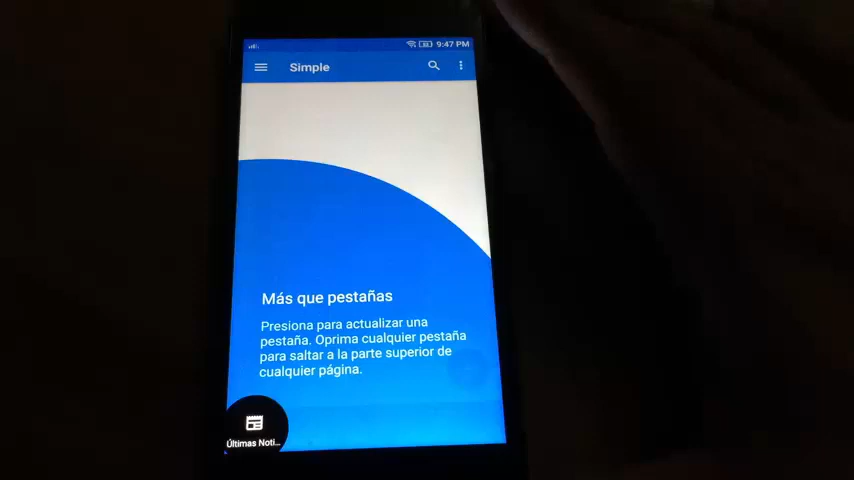 9:47 PM
Simple
Más que pestañas
Presiona para actualizar una
pestaña. Oprima cualquier pestaña
para saltar a la parte superior de
cualquier página.
Últimas Noti...